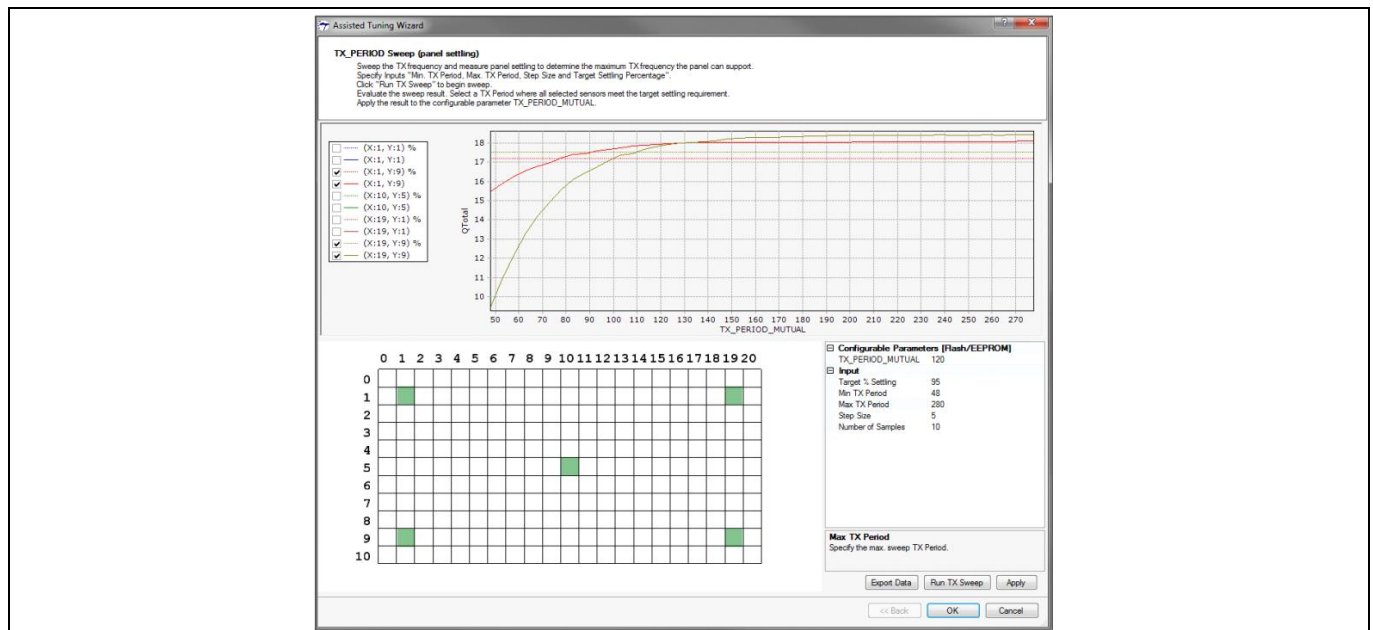 Assisted Tuning Wizard
TX_PERIOD Sweep (panel settling)
Sweep the TX frequency and measure panel settling to determine the maximum TX frequency the panel can support.
Specify Inputs "Min. TX Period, Max. TX Period, Step Size and Target Settling Percentage".
Click "Run TX Sweep" to begin sweep.
Evaluate the sweep result. Select a TX Period where all selected sensors meet the target settling requirement.
Apply the result to the configurable parameter TX_PERIOD_MUTUAL.
(X:1, Y:1) %
(X:1, Y:1)
(X:1, Y:9) %
(X:1, Y:9)
(X:10, Y:5) %
(X:10, Y:5)
(X:19, Y:1) %
(X:19, Y:1)
(X:19, Y:9) %
(X:19, Y:9)
QTotal
18
17
16
15
14
13
12
11
10
50 60 70 80 90 100 110 120 130 140 150 160 170 180 190 200 210 220 230 240 250 260 270
TX_PERIOD_MUTUAL
0 1 2 3 4 5 6 7 8 9 10 11 12 13 14 15 16 17 18 19 20
0
1
2
3
4
5
6
7
8
9
10
Configurable Parameters [Flash/EEPROM]
TX_PERIOD_MUTUAL 120
Input
Target % Settling 95
Min TX Period 48
Max TX Period 280
Step Size 5
Number of Samples 10
Max TX Period
Specify the max. sweep TX Period.
Export Data Run TX Sweep Apply
<< Back OK Cancel